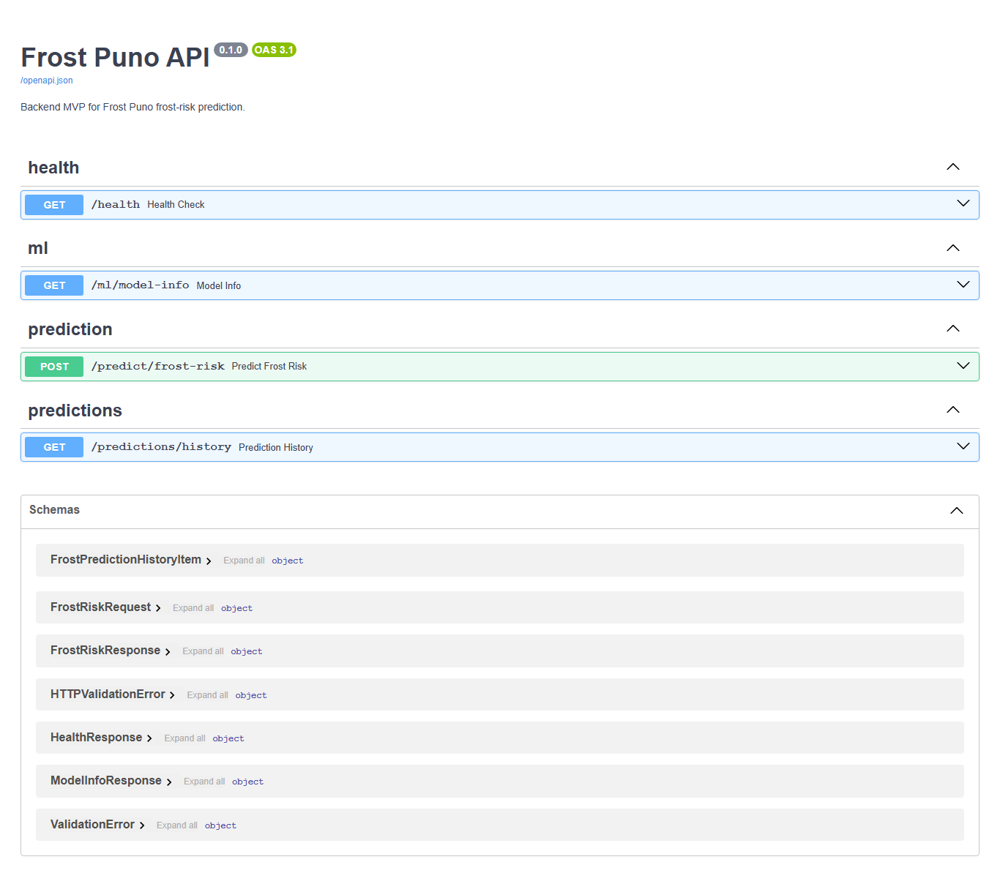 Frost Puno API 0.1.0 OAS 3.1
/openapi.json
Backend MVP for Frost Puno frost-risk prediction.
health
GET /health Health Check
ml
GET /ml/model-info Model Info
prediction
POST /predict/frost-risk Predict Frost Risk
predictions
GET /predictions/history Prediction History
Schemas
FrostPredictionHistoryItem Expand all object
FrostRiskRequest Expand all object
FrostRiskResponse Expand all object
HTTPValidationError Expand all object
HealthResponse Expand all object
ModelInfoResponse Expand all object
ValidationError Expand all object